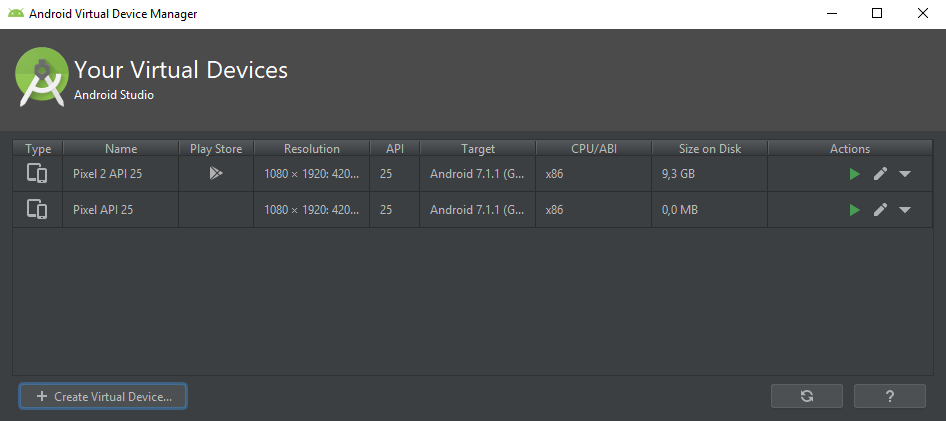 Android Virtual Device Manager
Your Virtual Devices
Android Studio
Type Name Play Store Resolution API Target CPU/ABI Size on Disk Actions
Pixel 2 API 25 1080 × 1920: 420... 25 Android 7.1.1 (G... x86 9,3 GB
Pixel API 25 1080 × 1920: 420... 25 Android 7.1.1 (G... x86 0,0 MB
+ Create Virtual Device... ?